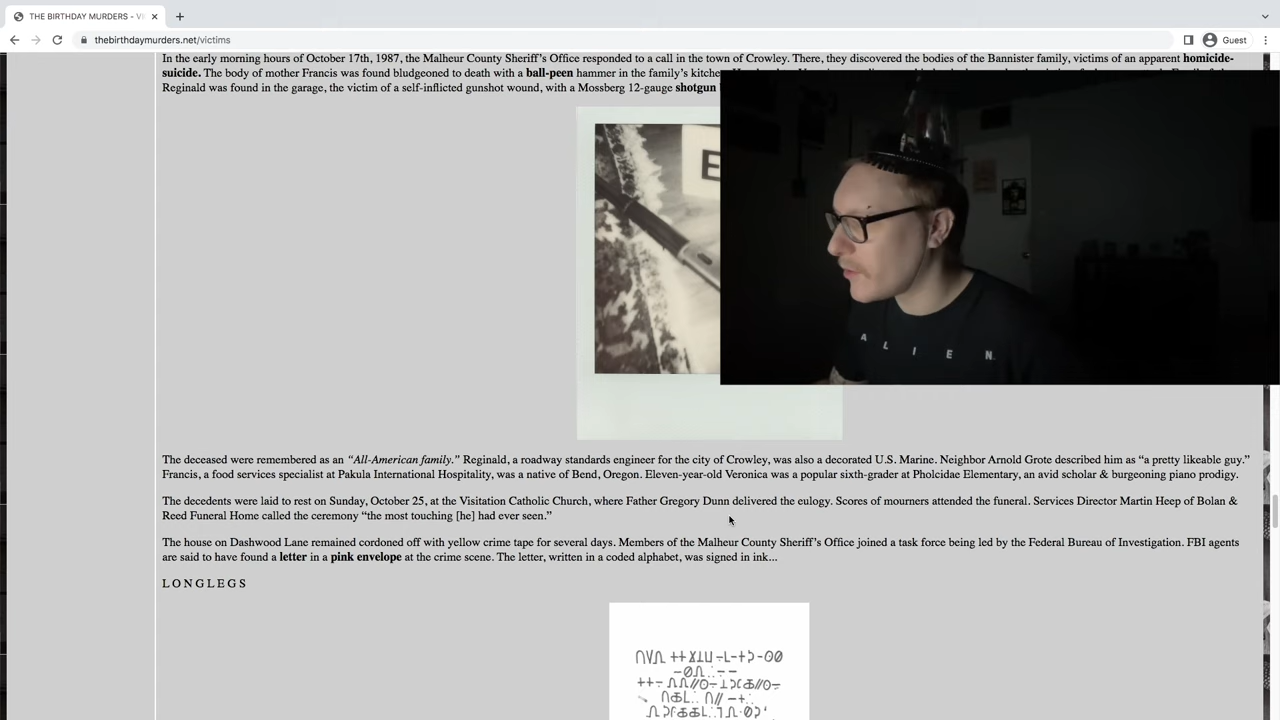 THE BIRTHDAY MURDERS - VI
Guest
thebirthdaymurders.net/victims
In the early morning hours of October 17th, 1987, the Malheur County Sheriff's Office responded to a call in the town of Crowley. There, they discovered the bodies of the Bannister family, victims of an apparent homicide-
suicide. The body of mother Francis was found bludgeoned to death with a ball-peen hammer in the family's
Reginald was found in the garage, the victim of a self-inflicted gunshot wound, with a Mossberg 12-gauge shotgun
E
A L I E N
The deceased were remembered as an “All-American family.” Reginald, a roadway standards engineer for the city of Crowley, was also a decorated U.S. Marine. Neighbor Arnold Grote described him as “a pretty likeable guy.”
Francis, a food services specialist at Pakula International Hospitality, was a native of Bend, Oregon. Eleven-year-old Veronica was a popular sixth-grader at Pholcidae Elementary, an avid scholar & burgeoning piano prodigy.
The decedents were laid to rest on Sunday, October 25, at the Visitation Catholic Church, where Father Gregory Dunn delivered the eulogy. Scores of mourners attended the funeral. Services Director Martin Heep of Bolan &
Reed Funeral Home called the ceremony “the most touching [he] had ever seen.”
The house on Dashwood Lane remained cordoned off with yellow crime tape for several days. Members of the Malheur County Sheriff's Office joined a task force being led by the Federal Bureau of Investigation. FBI agents
are said to have found a letter in a pink envelope at the crime scene. The letter, written in a coded alphabet, was signed in ink...
L O N G L E G S